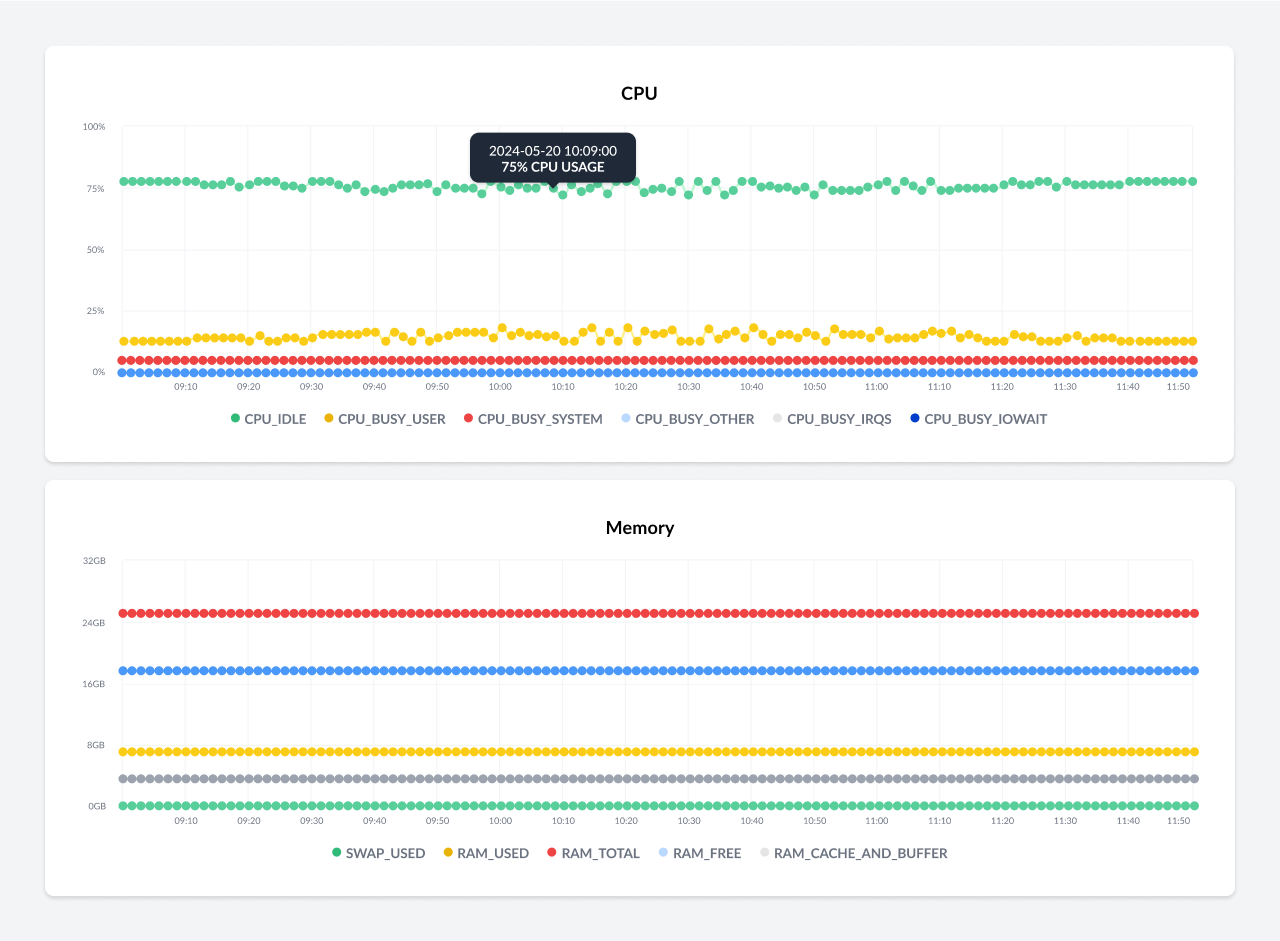 CPU
100%
2024-05-20 10:09:00
75% CPU USAGE
75%
50%
25%
0%
09:10 09:20 09:30 09:40 09:50 10:00 10:10 10:20 10:30 10:40 10:50 11:00 11:10 11:20 11:30 11:40 11:50
CPU_IDLE CPU_BUSY_USER CPU_BUSY_SYSTEM CPU_BUSY_OTHER CPU_BUSY_IRQS CPU_BUSY_IOWAIT
Memory
32GB
24GB
16GB
8GB
0GB
09:10 09:20 09:30 09:40 09:50 10:00 10:10 10:20 10:30 10:40 10:50 11:00 11:10 11:20 11:30 11:40 11:50
SWAP_USED RAM_USED RAM_TOTAL RAM_FREE RAM_CACHE_AND_BUFFER